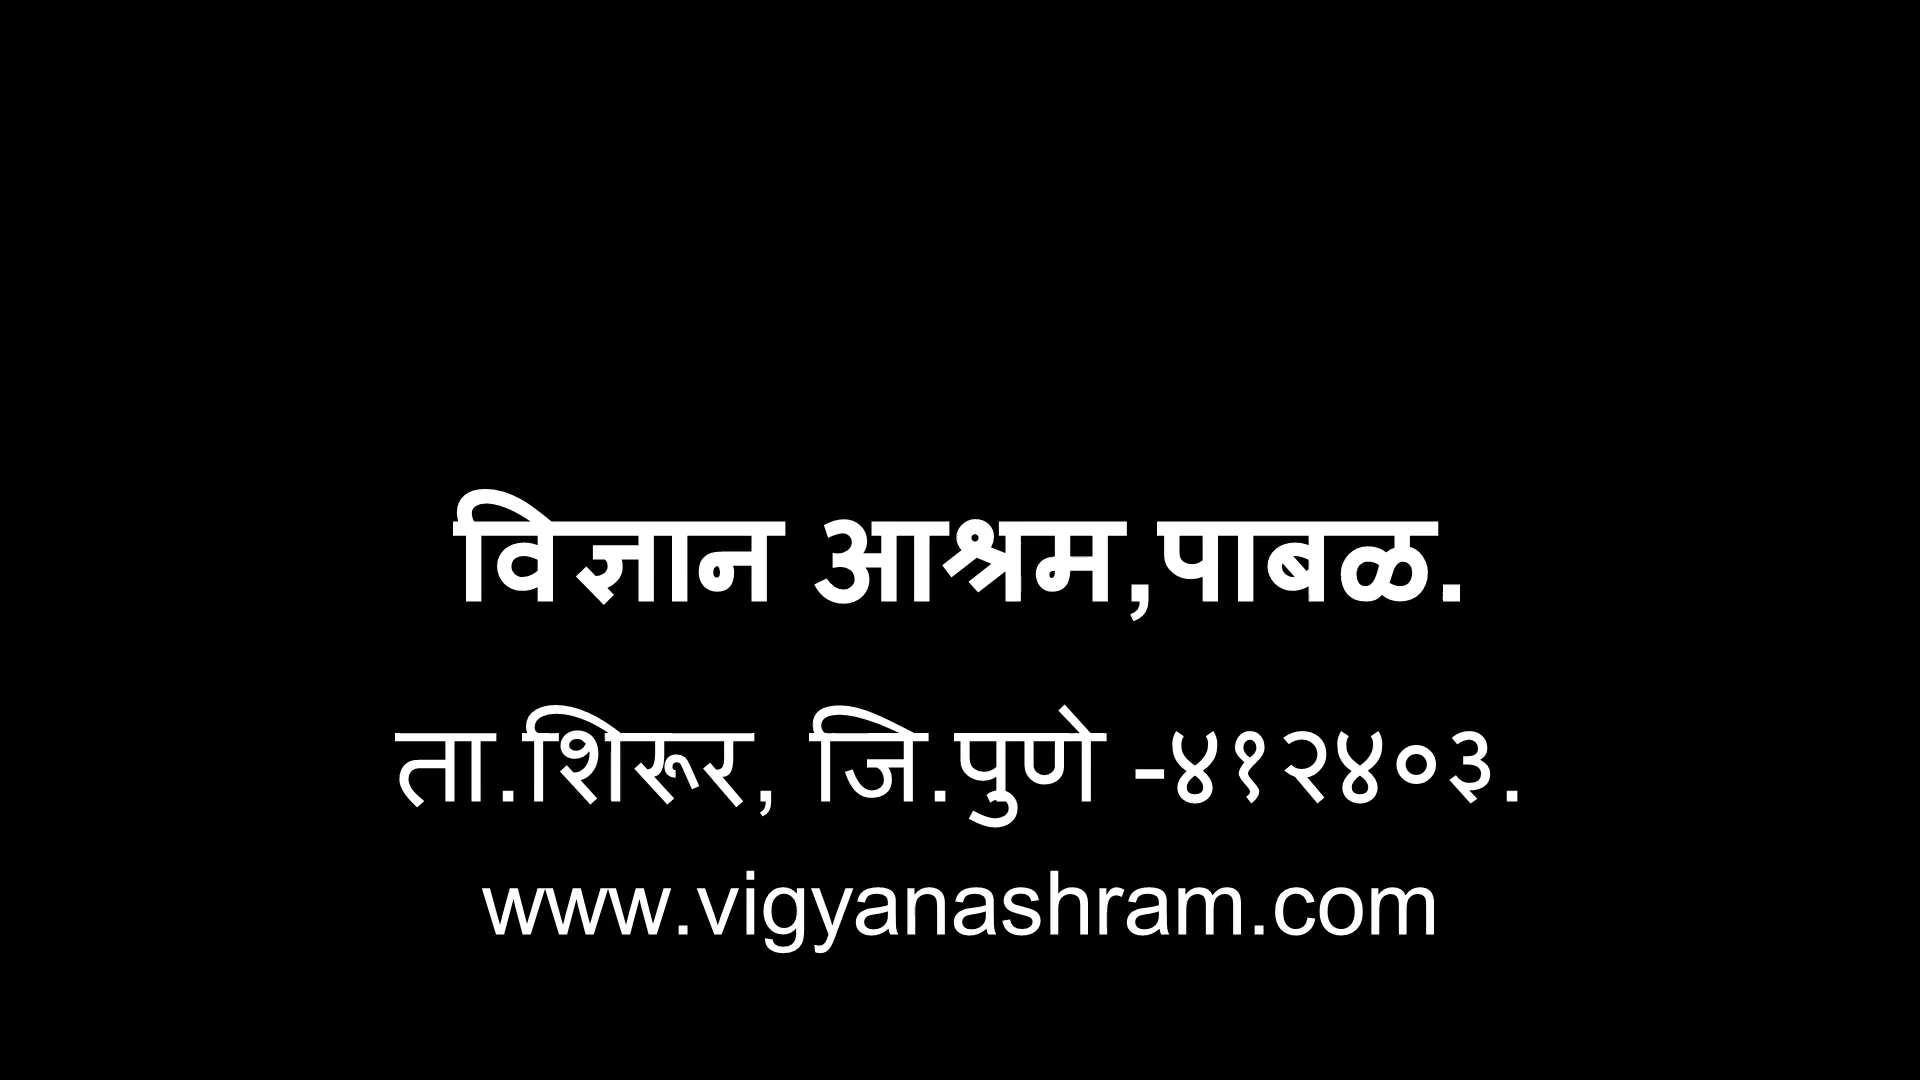 विज्ञान आश्रम,पाबळ.
ता.शिरूर, जि.पुणे -४१२४०३.
www.vigyanashram.com